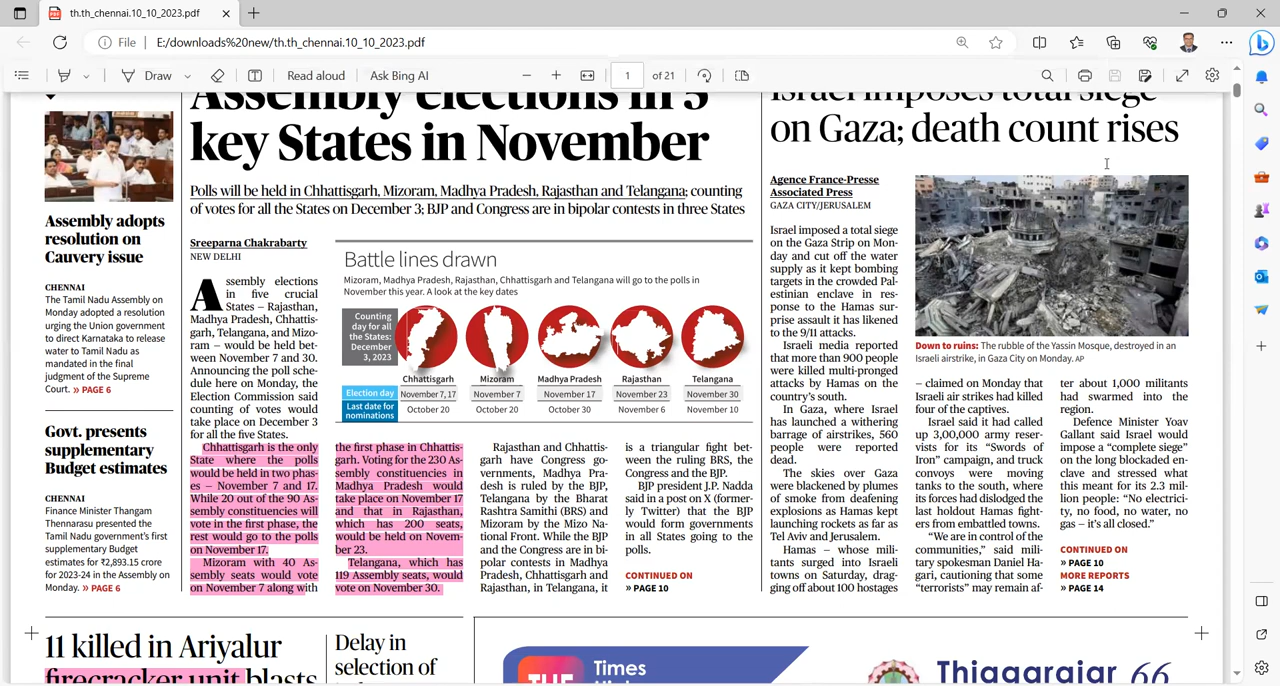 th.th_chennai.10_10_2023.pdf
File
E:/downloads%20new/th.th_chennai.10_10_2023.pdf
Draw
Read aloud
Ask Bing AI
1
of 21
Assembly elections in 5
key States in November
Polls will be held in Chhattisgarh, Mizoram, Madhya Pradesh, Rajasthan and Telangana; counting
of votes for all the States on December 3; BJP and Congress are in bipolar contests in three States
Israel imposes total siege
on Gaza; death count rises
Assembly adopts
resolution on
Cauvery issue
CHENNAI
The Tamil Nadu Assembly on
Monday adopted a resolution
urging the Union government
to direct Karnataka to release
water to Tamil Nadu as
mandated in the final
judgment of the Supreme
Court. » PAGE 6
Govt. presents
supplementary
Budget estimates
CHENNAI
Finance Minister Thangam
Thennarasu presented the
Tamil Nadu government's first
supplementary Budget
estimates for ₹2,893.15 crore
for 2023-24 in the Assembly on
Monday. » PAGE 6
Sreeparna Chakrabarty
NEW DELHI
Assembly elections
in five crucial
States – Rajasthan,
Madhya Pradesh, Chhattis-
garh, Telangana, and Mizo-
ram – would be held bet-
ween November 7 and 30.
Announcing the poll sche-
dule here on Monday, the
Election Commission said
counting of votes would
take place on December 3
for all the five States.
Chhattisgarh is the only
State where the polls
would be held in two phas-
es – November 7 and 17.
While 20 out of the 90 As-
sembly constituencies will
vote in the first phase, the
rest would go to the polls
on November 17.
Mizoram with 40 As-
sembly seats would vote
on November 7 along with
Battle lines drawn
Mizoram, Madhya Pradesh, Rajasthan, Chhattisgarh and Telangana will go to the polls in
November this year. A look at the key dates
Counting
day for all
the States:
December
3, 2023
Chhattisgarh Mizoram Madhya Pradesh Rajasthan Telangana
Election day November 7, 17 November 7 November 17 November 23 November 30
Last date for
nominations October 20 October 20 October 30 November 6 November 10
the first phase in Chhattis-
garh. Voting for the 230 As-
sembly constituencies in
Madhya Pradesh would
take place on November 17
and that in Rajasthan,
which has 200 seats,
would be held on Novem-
ber 23.
Telangana, which has
119 Assembly seats, would
vote on November 30.
Rajasthan and Chhattis-
garh have Congress go-
vernments, Madhya Pra-
desh is ruled by the BJP,
Telangana by the Bharat
Rashtra Samithi (BRS) and
Mizoram by the Mizo Na-
tional Front. While the BJP
and the Congress are in bi-
polar contests in Madhya
Pradesh, Chhattisgarh and
Rajasthan, in Telangana, it
is a triangular fight bet-
ween the ruling BRS, the
Congress and the BJP.
BJP president J.P. Nadda
said in a post on X (former-
ly Twitter) that the BJP
would form governments
in all States going to the
polls.
CONTINUED ON
» PAGE 10
Agence France-Presse
Associated Press
GAZA CITY/JERUSALEM
Israel imposed a total siege
on the Gaza Strip on Mon-
day and cut off the water
supply as it kept bombing
targets in the crowded Pal-
estinian enclave in res-
ponse to the Hamas sur-
prise assault it has likened
to the 9/11 attacks.
Israeli media reported
that more than 900 people
were killed multi-pronged
attacks by Hamas on the
country's south.
In Gaza, where Israel
has launched a withering
barrage of airstrikes, 560
people were reported
dead.
The skies over Gaza
were blackened by plumes
of smoke from deafening
explosions as Hamas kept
launching rockets as far as
Tel Aviv and Jerusalem.
Hamas – whose mili-
tants surged into Israeli
towns on Saturday, drag-
ging off about 100 hostages
Down to ruins: The rubble of the Yassin Mosque, destroyed in an
Israeli airstrike, in Gaza City on Monday. AP
– claimed on Monday that
Israeli air strikes had killed
four of the captives.
Israel said it had called
up 3,00,000 army reser-
vists for its "Swords of
Iron" campaign, and truck
convoys were moving
tanks to the south, where
its forces had dislodged the
last holdout Hamas fight-
ers from embattled towns.
"We are in control of the
communities," said mili-
tary spokesman Daniel Ha-
gari, cautioning that some
"terrorists" may remain af-
ter about 1,000 militants
had swarmed into the
region.
Defence Minister Yoav
Gallant said Israel would
impose a "complete siege"
on the long blockaded en-
clave and stressed what
this meant for its 2.3 mil-
lion people: "No electrici-
ty, no food, no water, no
gas – it's all closed."
CONTINUED ON
» PAGE 10
MORE REPORTS
» PAGE 14
11 killed in Ariyalur
firecracker unit blasts
Delay in
selection of
THE
Times
Thiagarajar 66